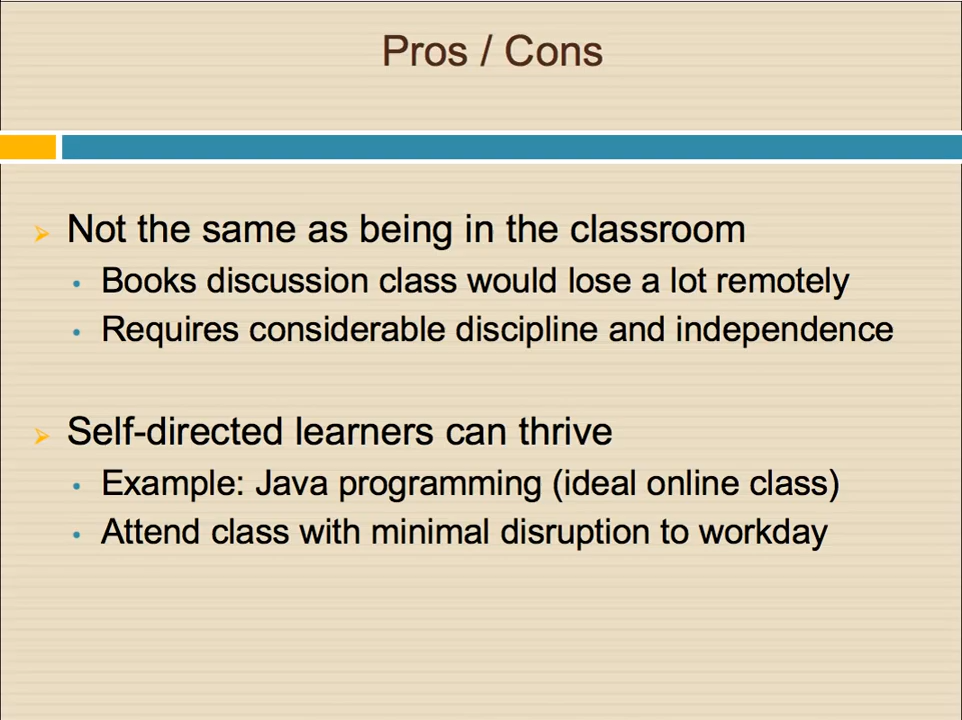 Pros / Cons
Not the same as being in the classroom
Books discussion class would lose a lot remotely
Requires considerable discipline and independence
Self-directed learners can thrive
Example: Java programming (ideal online class)
Attend class with minimal disruption to workday